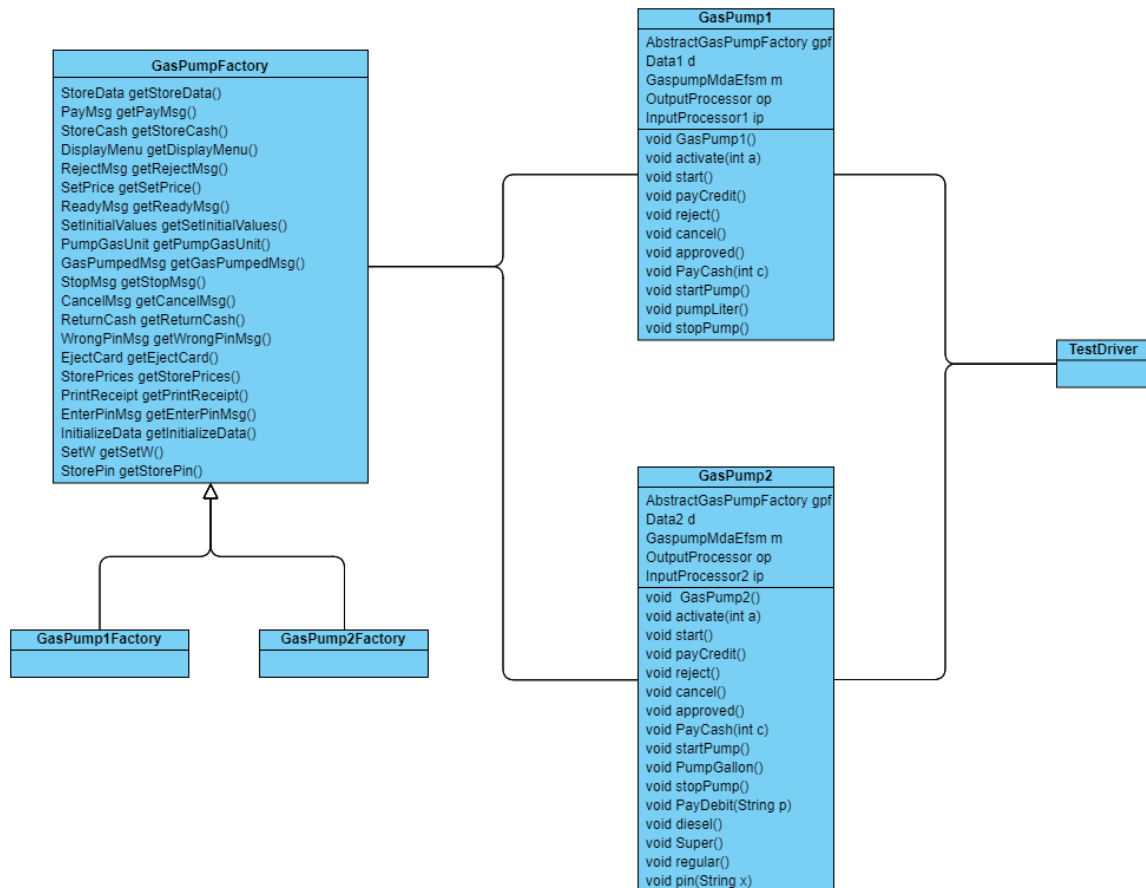 GasPumpFactory
StoreData getStoreData()
PayMsg getPayMsg()
StoreCash getStoreCash()
DisplayMenu getDisplayMenu()
RejectMsg getRejectMsg()
SetPrice getSetPrice()
ReadyMsg getReadyMsg()
SetInitialValues getSetInitialValues()
PumpGasUnit getPumpGasUnit()
GasPumpedMsg getGasPumpedMsg()
StopMsg getStopMsg()
CancelMsg getCancelMsg()
ReturnCash getReturnCash()
WrongPinMsg getWrongPinMsg()
EjectCard getEjectCard()
StorePrices getStorePrices()
PrintReceipt getPrintReceipt()
EnterPinMsg getEnterPinMsg()
InitializeData getInitializeData()
SetW getSetW()
StorePin getStorePin()
GasPump1Factory
GasPump2Factory
GasPump1
AbstractGasPumpFactory gpf
Data1 d
GaspumpMdaEfsm m
OutputProcessor op
InputProcessor1 ip
void GasPump1()
void activate(int a)
void start()
void payCredit()
void reject()
void cancel()
void approved()
void PayCash(int c)
void startPump()
void pumpLiter()
void stopPump()
GasPump2
AbstractGasPumpFactory gpf
Data2 d
GaspumpMdaEfsm m
OutputProcessor op
InputProcessor2 ip
void GasPump2()
void activate(int a)
void start()
void payCredit()
void reject()
void cancel()
void approved()
void PayCash(int c)
void startPump()
void PumpGallon()
void stopPump()
void PayDebit(String p)
void diesel()
void Super()
void regular()
void pin(String x)
TestDriver